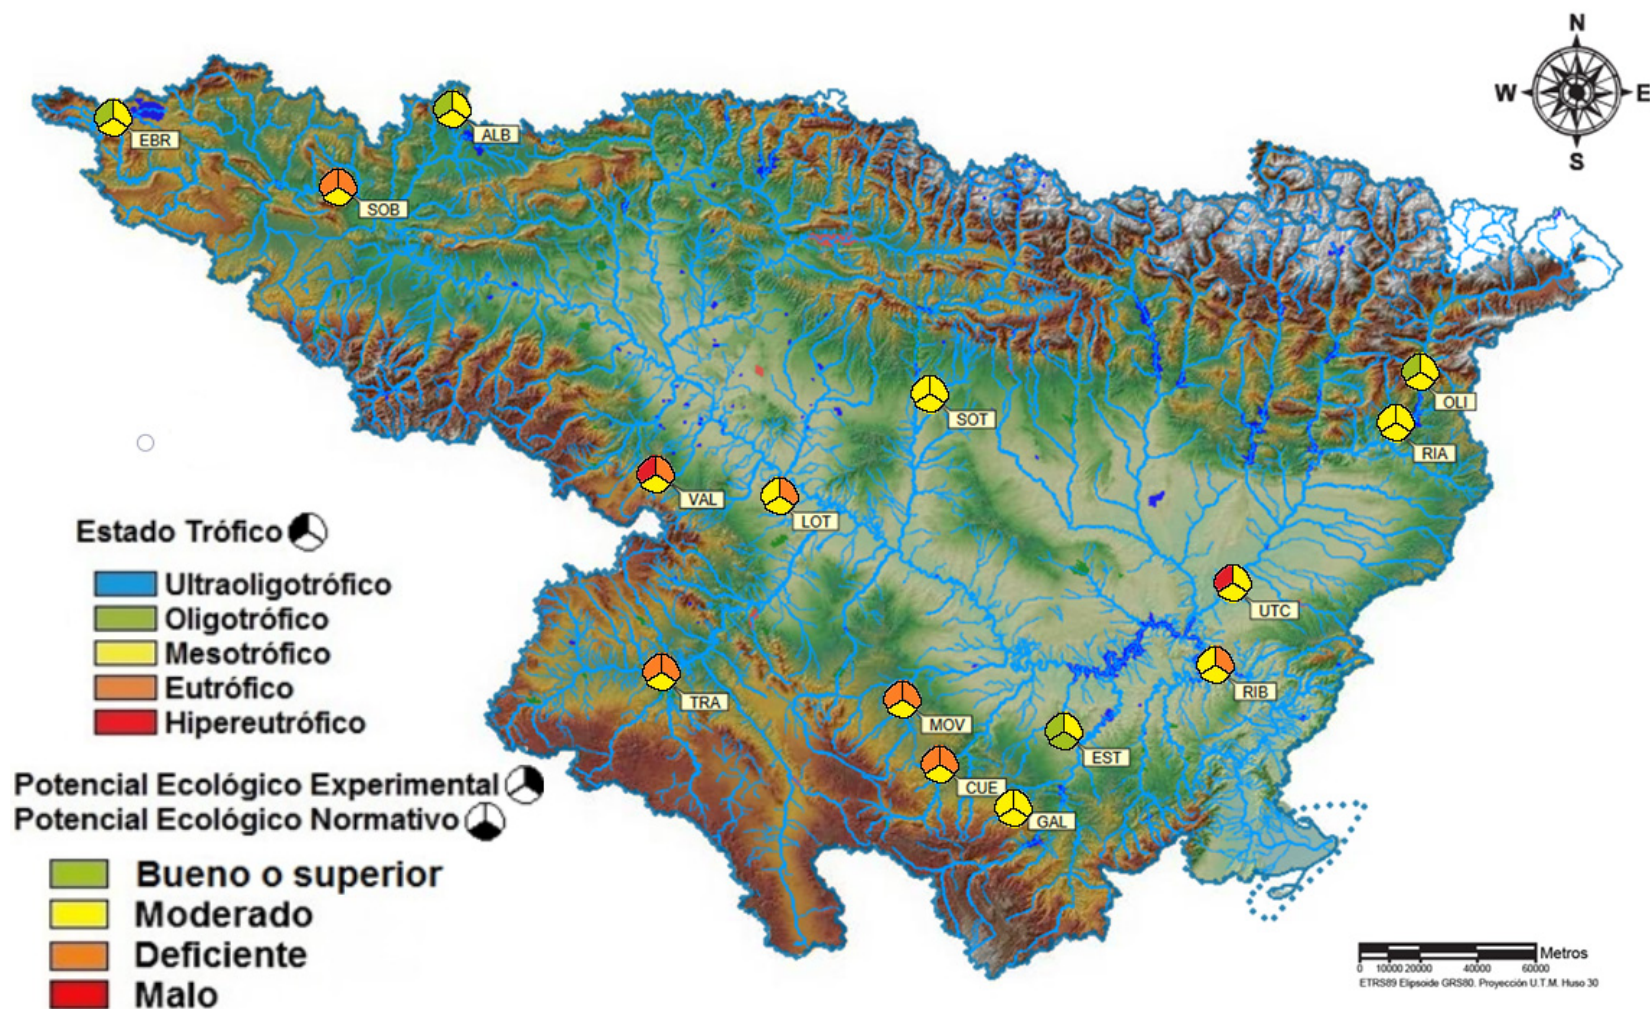 N
W
E
S
EBR
ALB
SOB
SOT
OLI
RIA
VAL
LOT
UTC
TRA
RIB
MOV
EST
CUE
GAL
Estado Trófico
Ultraoligotrófico
Oligotrófico
Mesotrófico
Eutrófico
Hipereutrófico
Potencial Ecológico Experimental
Potencial Ecológico Normativo
Bueno o superior
Moderado
Deficiente
Malo
Metros
0 10000 20000 40000 60000
ETRS89 Elipsoide GRS80. Proyección U.T.M. Huso 30